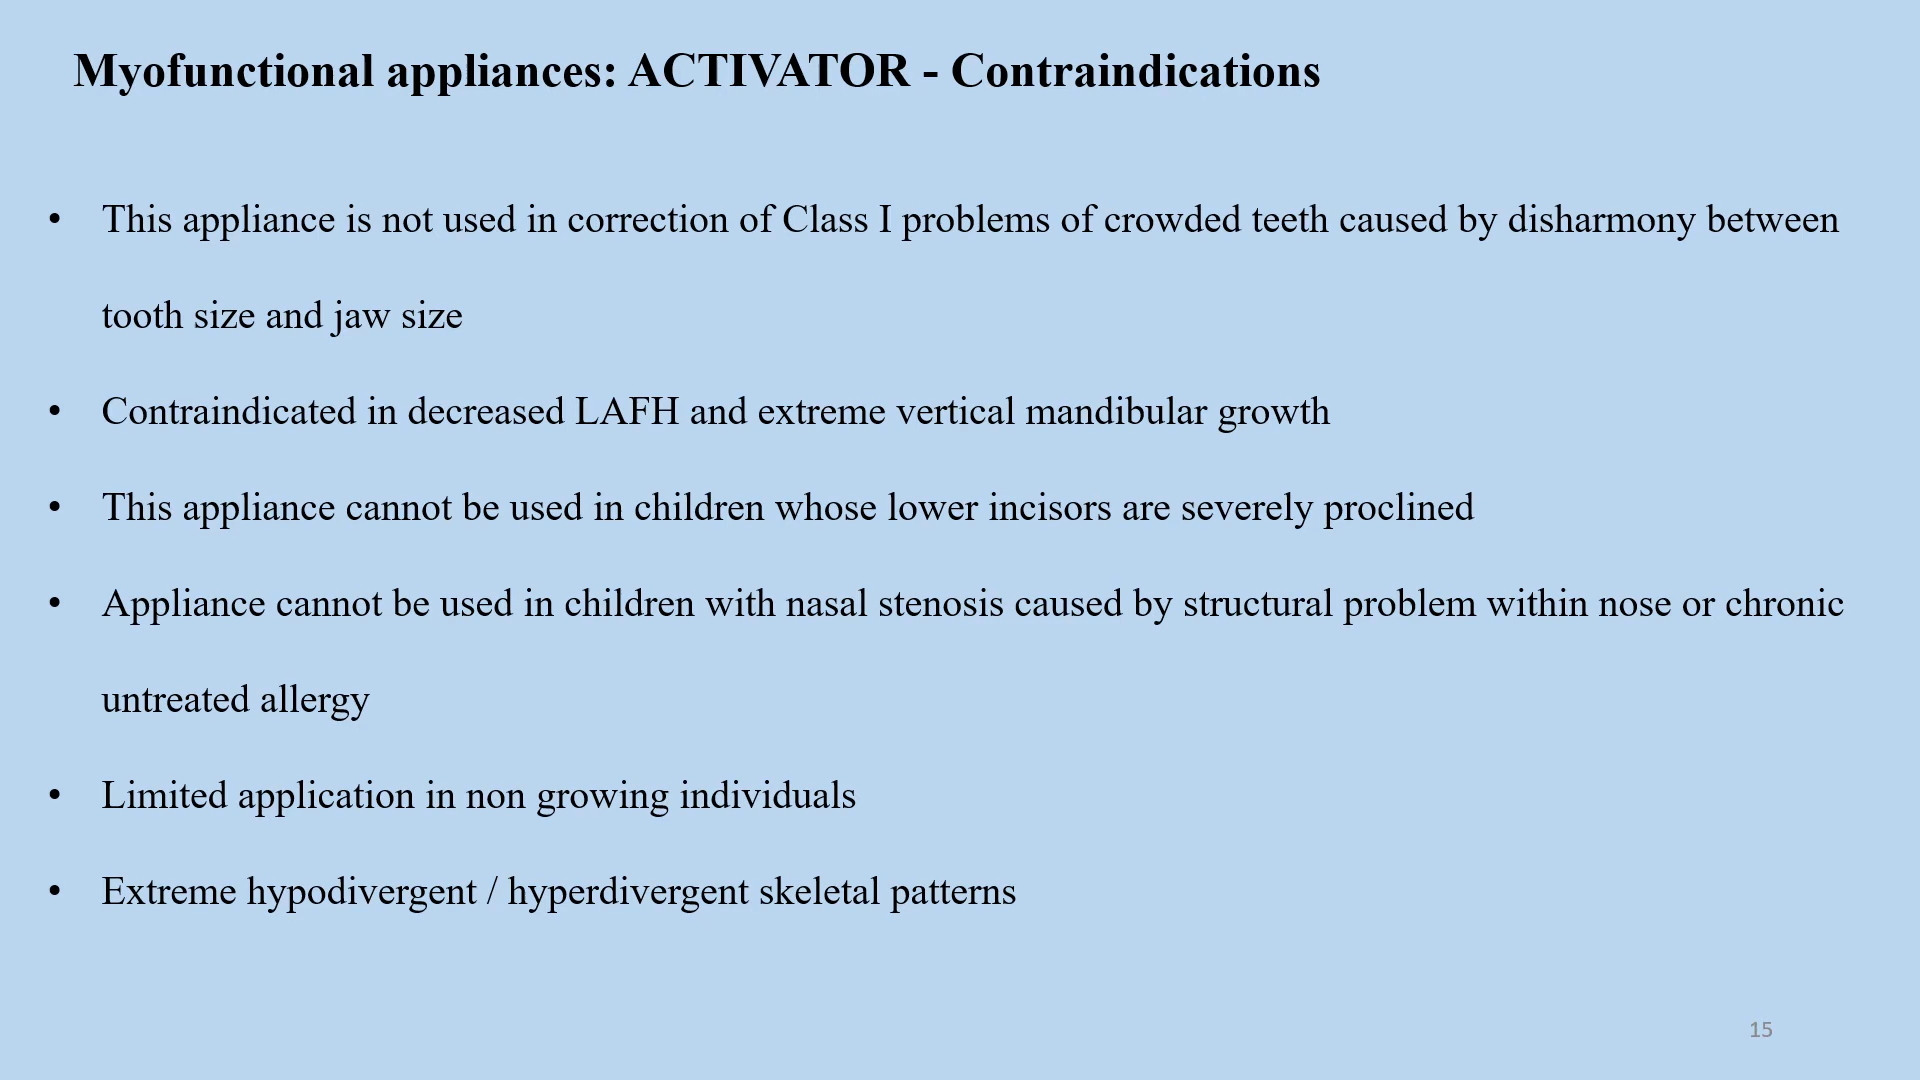 Myofunctional appliances: ACTIVATOR - Contraindications
• This appliance is not used in correction of Class I problems of crowded teeth caused by disharmony between
tooth size and jaw size
• Contraindicated in decreased LAFH and extreme vertical mandibular growth
• This appliance cannot be used in children whose lower incisors are severely proclined
• Appliance cannot be used in children with nasal stenosis caused by structural problem within nose or chronic
untreated allergy
• Limited application in non growing individuals
• Extreme hypodivergent / hyperdivergent skeletal patterns
15